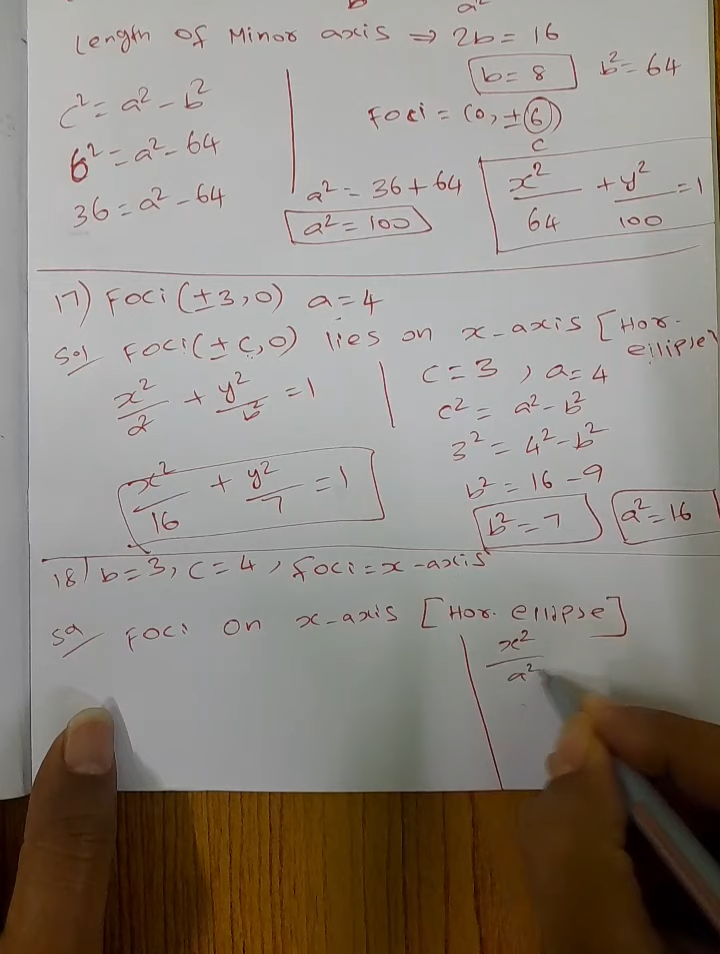 Length of Minor axis ⇒ 2b = 16
b = 8 b² = 64
c² = a² - b²
Foci = (0, ±6)
c
6² = a² - 64
36 = a² - 64
a² = 36 + 64
a² = 100
x²/64 + y²/100 = 1
17) Foci (±3, 0) a = 4
Sol Foci (± c, 0) lies on x-axis [Hor. ellipse]
x²/2 + y²/b² = 1
c = 3 , a = 4
c² = a² - b²
3² = 4² - b²
b² = 16 - 9
b² = 7 a² = 16
x²/16 + y²/7 = 1
18) b = 3, c = 4, foci = x-axis
Sol Foci on x-axis [Hor. ellipse]
x²/a²